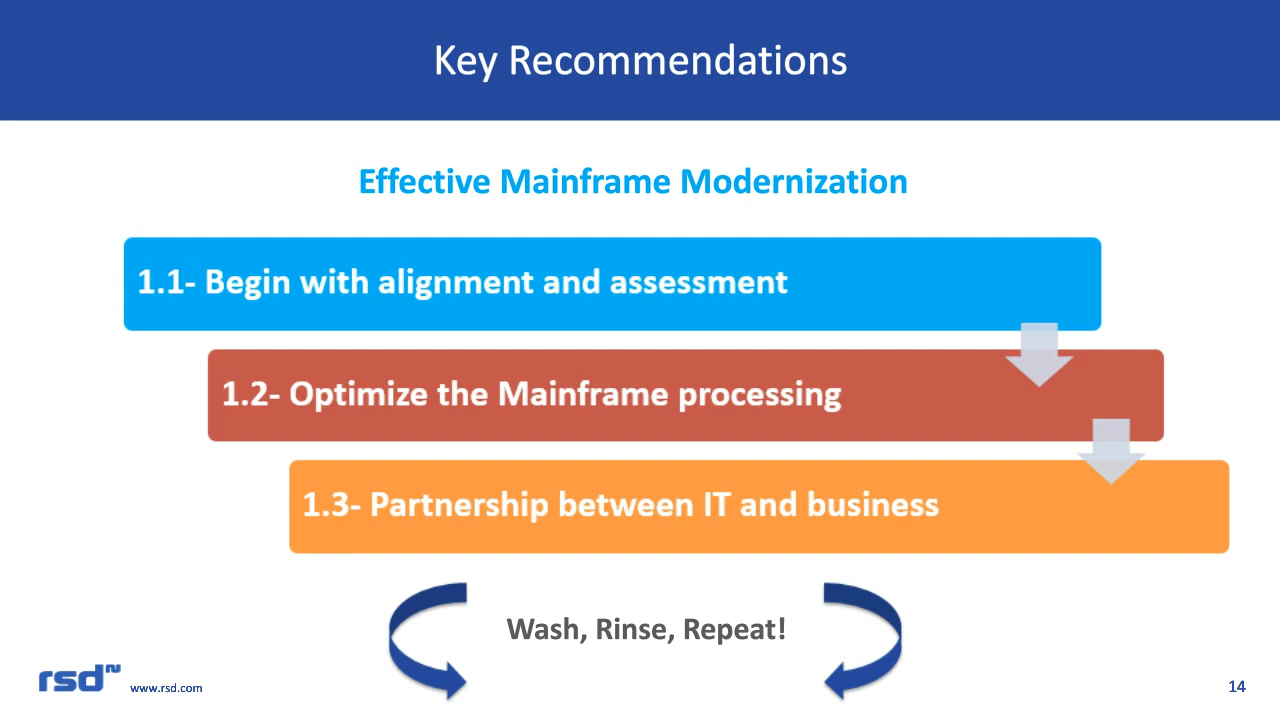 Key Recommendations
Effective Mainframe Modernization
1.1- Begin with alignment and assessment
1.2- Optimize the Mainframe processing
1.3- Partnership between IT and business
Wash, Rinse, Repeat!
rsdN www.rsd.com
14